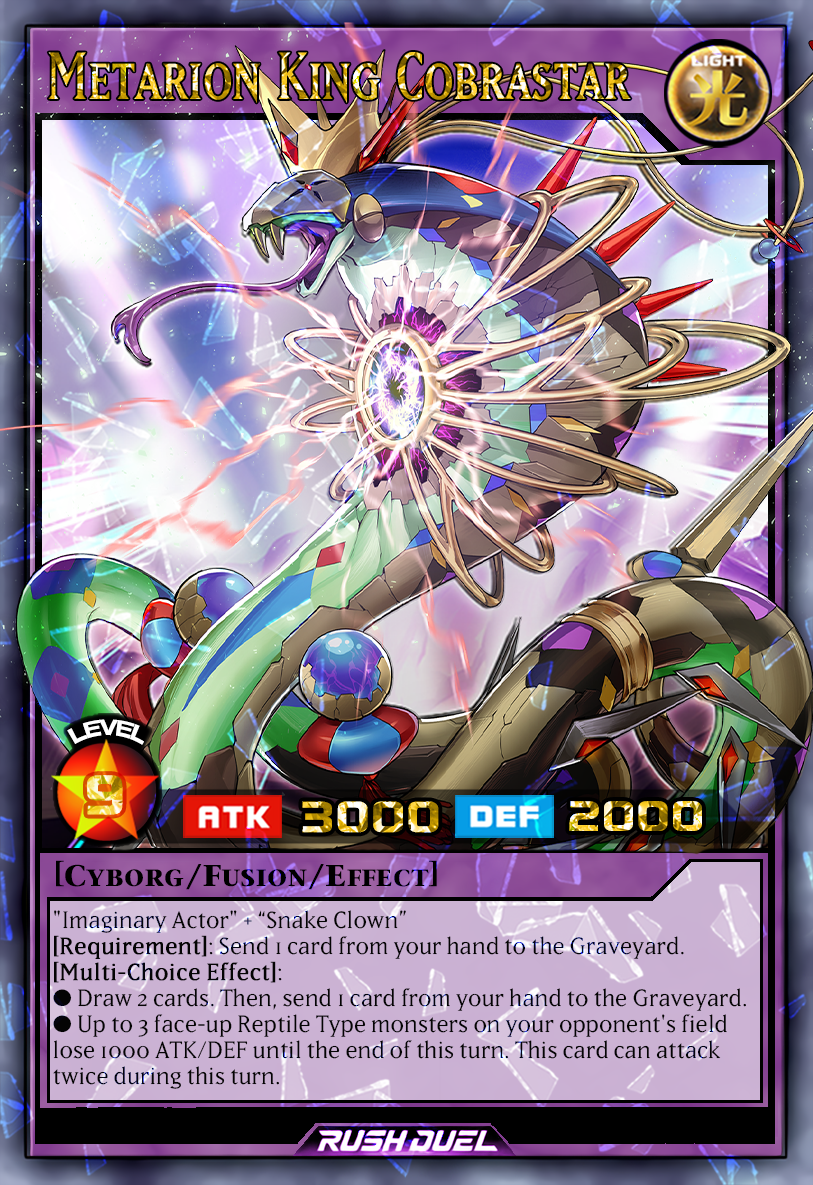 METARION KING COBRASTAR
LIGHT
光
LEVEL
9
ATK 3000 DEF 2000
[CYBORG/FUSION/EFFECT]
"Imaginary Actor" + “Snake Clown”
[Requirement]: Send 1 card from your hand to the Graveyard.
[Multi-Choice Effect]:
● Draw 2 cards. Then, send 1 card from your hand to the Graveyard.
● Up to 3 face-up Reptile Type monsters on your opponent's field
lose 1000 ATK/DEF until the end of this turn. This card can attack
twice during this turn.
RUSH DUEL